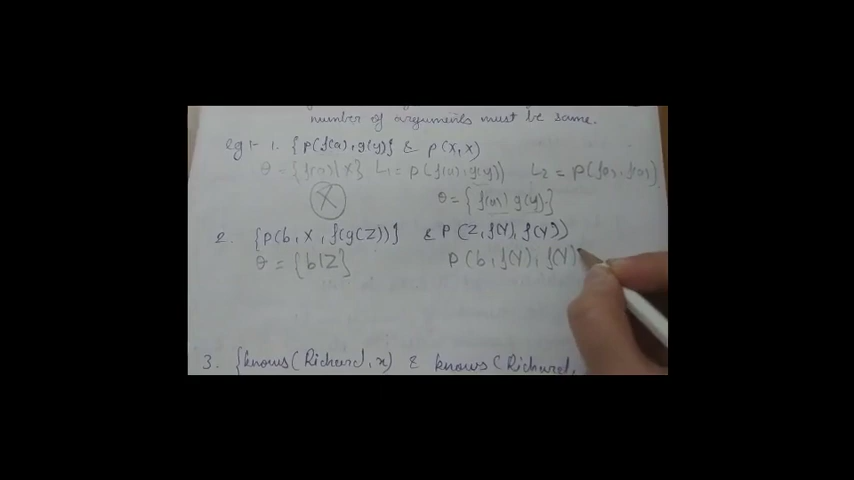 number of arguments must be same.
eg:- 1. { p(f(a), g(y)} & p(X, X)
θ = {f(a) | X} L1 = p(f(a), g(y)) L2 = p(f(a), f(a))
X θ = {f(a) g(y)}
2. {p(b, X, f(g(Z))} & P (Z, f(Y), f(Y))
θ = {b|Z} p(b, f(Y), f(Y)
3. {knows(Richard, x) & knows(Richard,